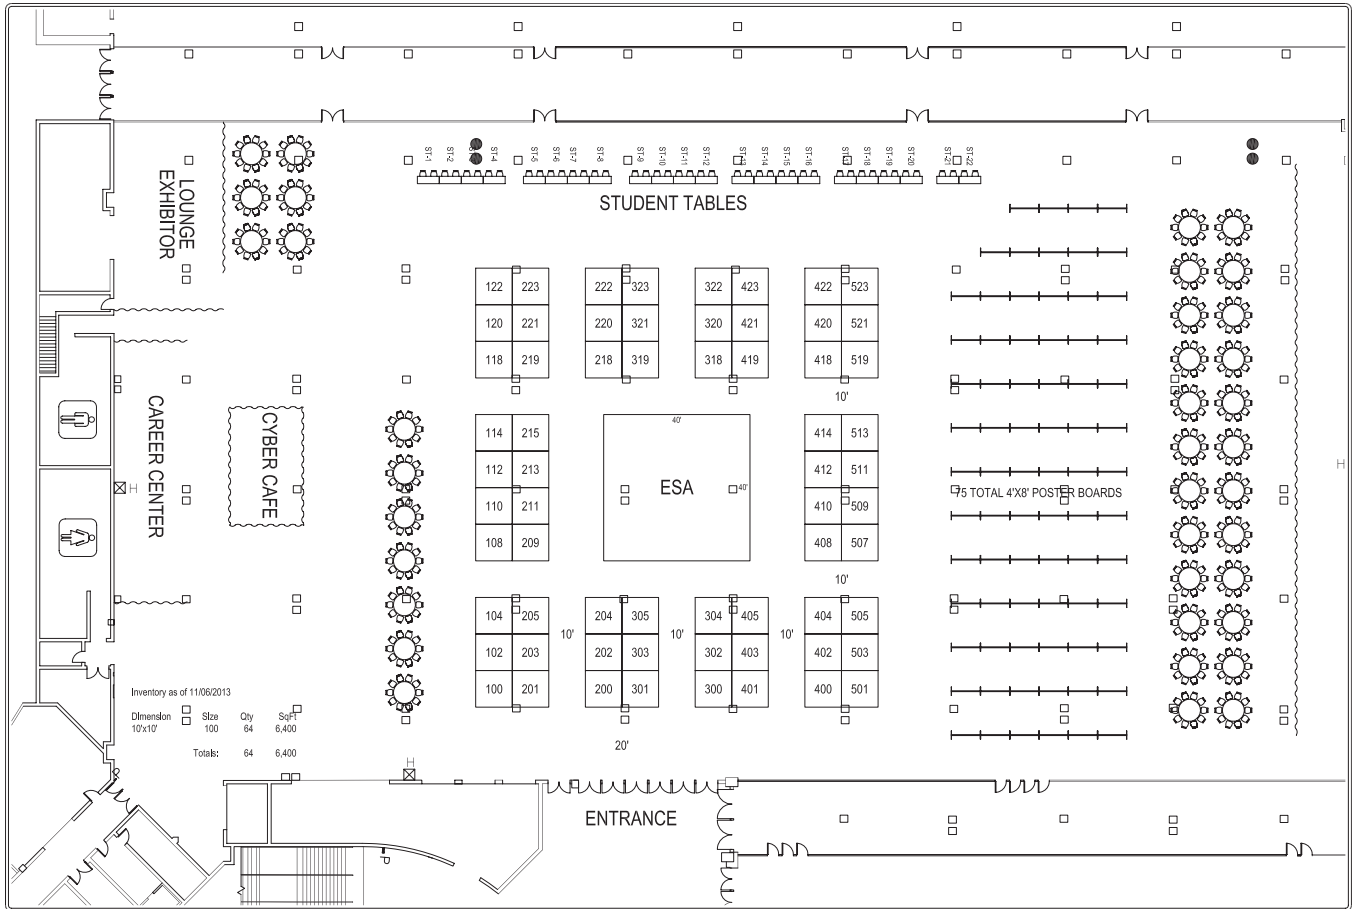 ST-1
ST-2
ST-4
ST-5
ST-6
ST-7
ST-8
ST-9
ST-10
ST-11
ST-12
ST-13
ST-14
ST-15
ST-16
ST-17
ST-18
ST-19
ST-20
ST-21
ST-22
STUDENT TABLES
LOUNGE
EXHIBITOR
122 223 222 323 322 423 422 523
120 221 220 321 320 421 420 521
118 219 218 319 318 419 418 519
10'
CAREER CENTER
CYBER CAFE
114 215 40' 414 513
112 213 412 511
ESA
40'
110 211 410 509
108 209 408 507
H
H
75 TOTAL 4'X8' POSTER BOARDS
10'
104 205 204 305 304 405 404 505
10' 10' 10'
102 203 202 303 302 403 402 503
100 201 200 301 300 401 400 501
Inventory as of 11/06/2013
Dimension Size Qty SqFt
10'x10' 100 64 6,400
Totals: 64 6,400
20'
H
ENTRANCE